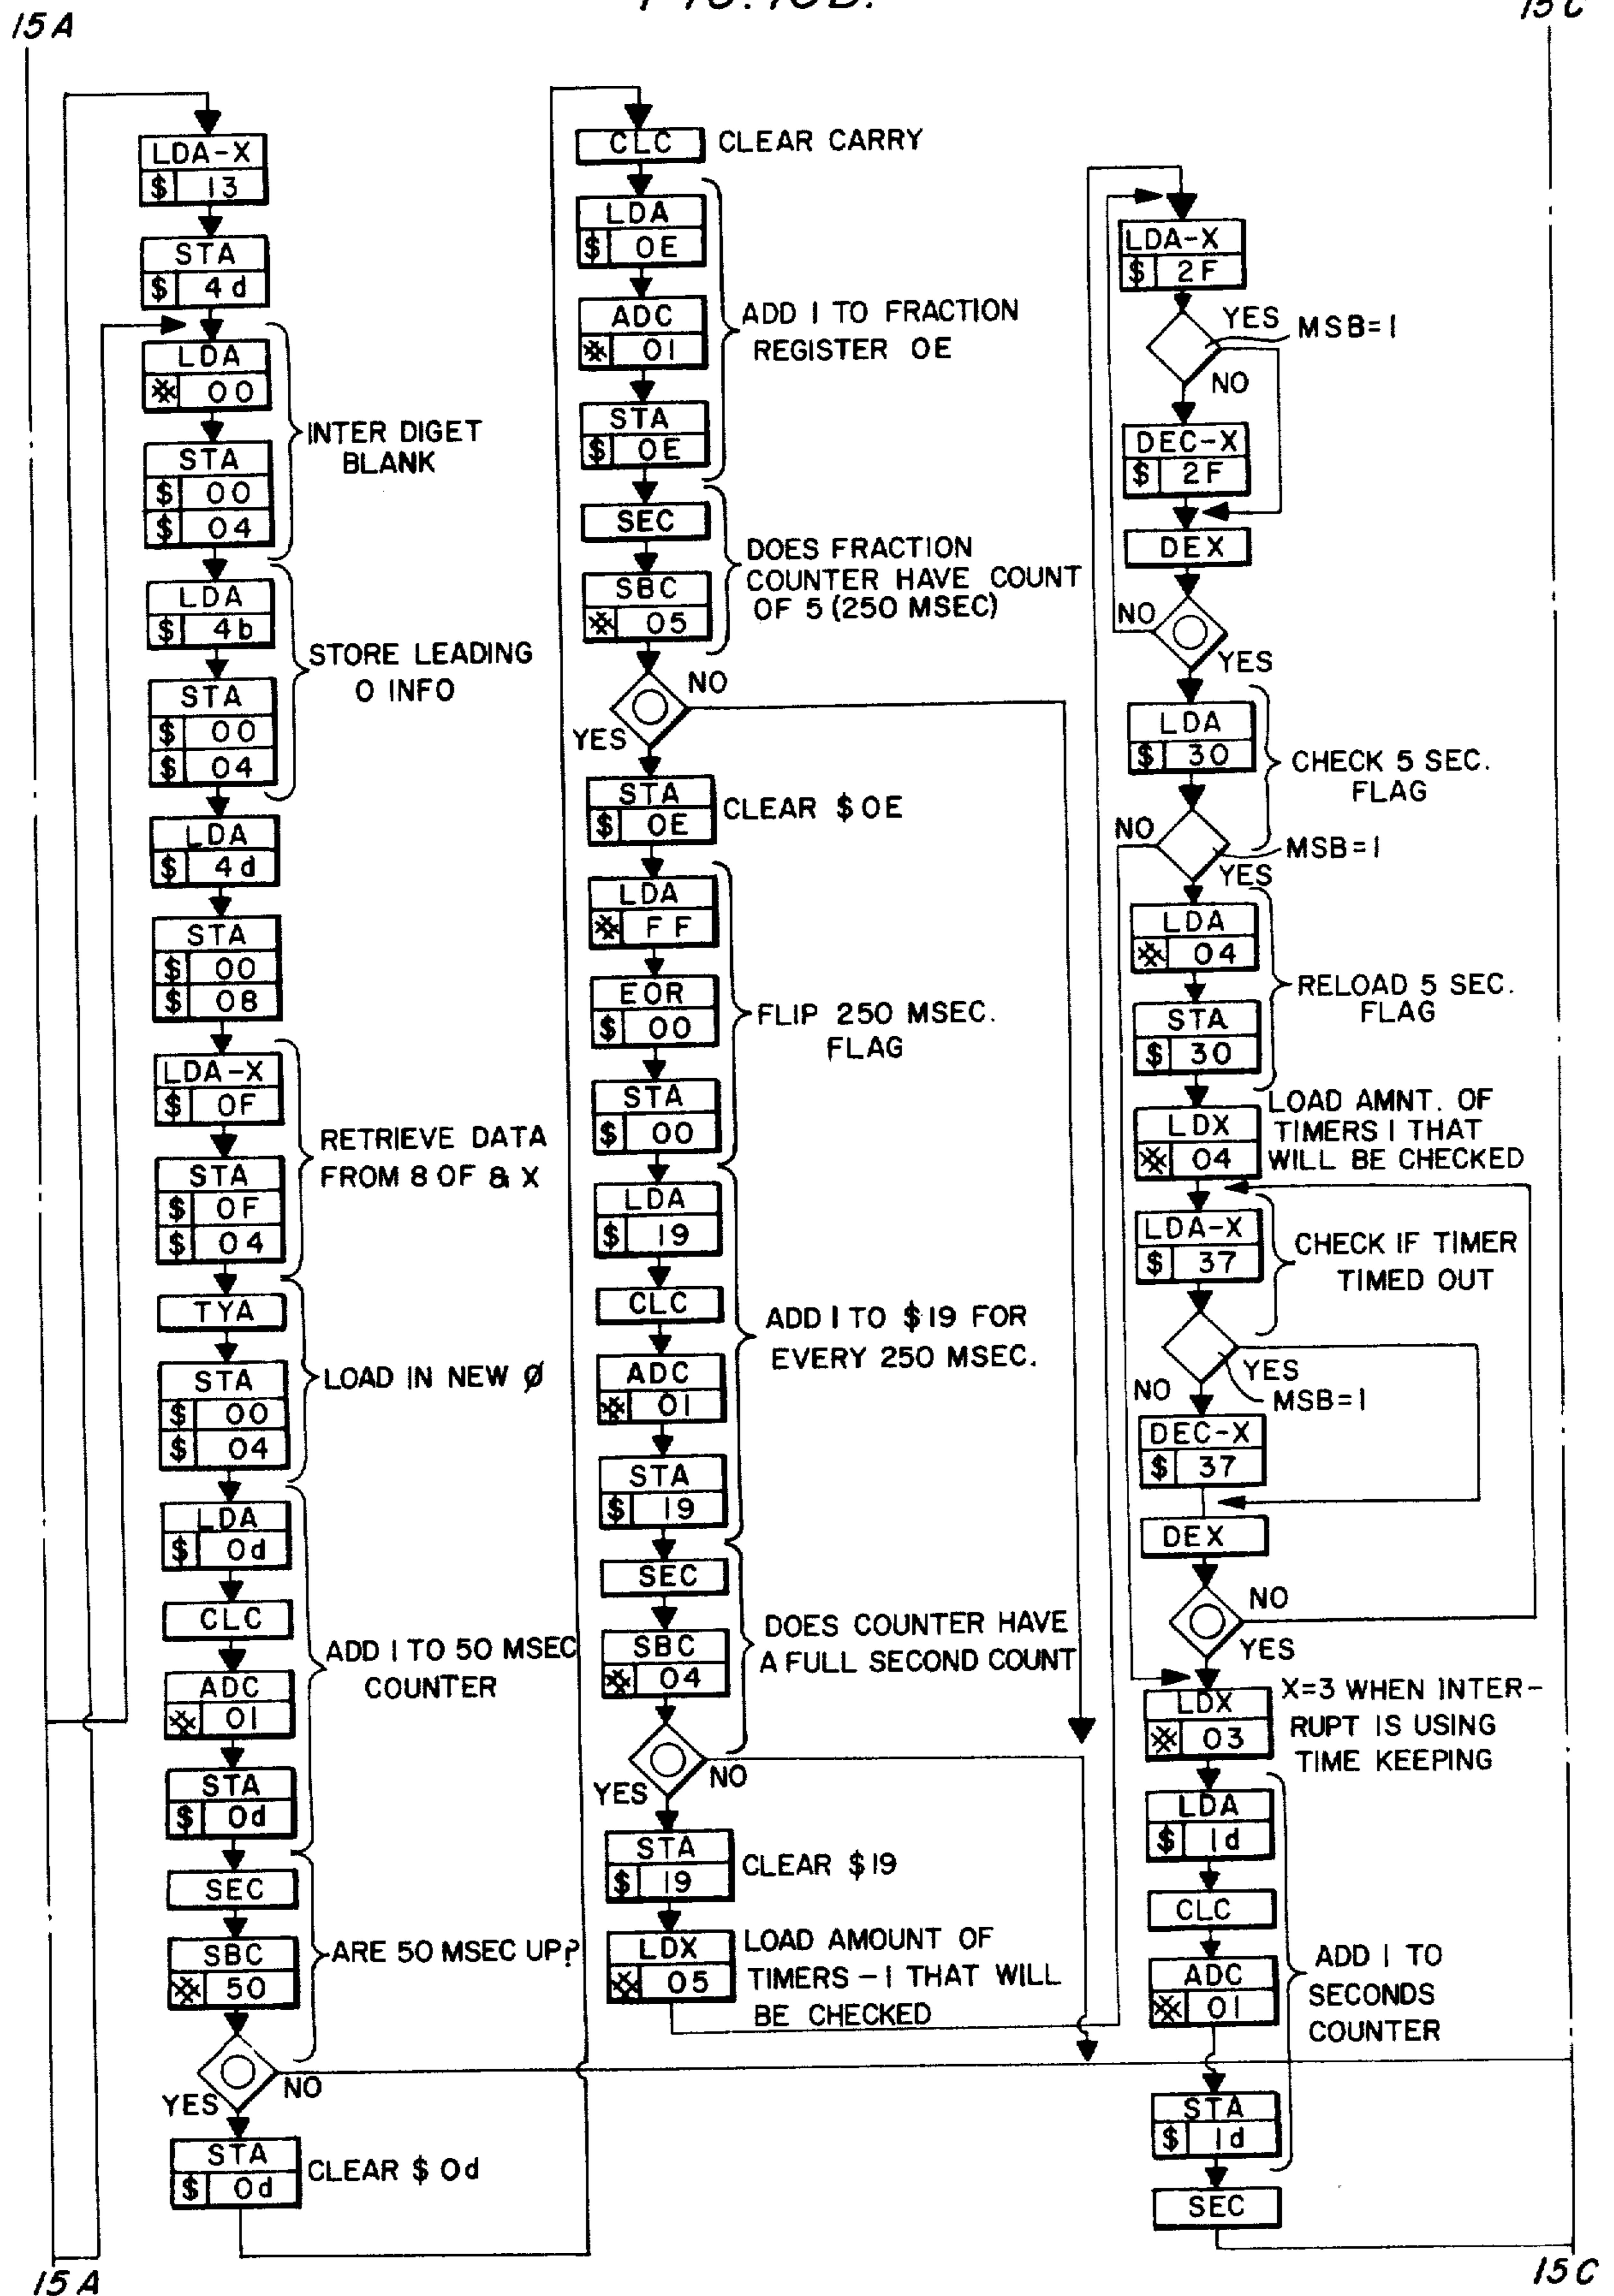 FIG. 15B.
15A
15C
LDA-X
$ 13
STA
$ 4d
LDA
# 00
STA
$ 00
$ 04
INTER DIGET
BLANK
LDA
$ 4b
STA
$ 00
$ 04
STORE LEADING
0 INFO
LDA
$ 4d
STA
$ 00
$ 08
LDA-X
$ 0F
STA
$ 0F
$ 04
RETRIEVE DATA
FROM 8 OF & X
TYA
STA
$ 00
$ 04
LOAD IN NEW Ø
LDA
$ 0d
CLC
ADC
# 01
STA
$ 0d
ADD 1 TO 50 MSEC
COUNTER
SEC
SBC
# 50
ARE 50 MSEC UP?
NO
YES
STA
$ 0d
CLEAR $ 0d
CLC
CLEAR CARRY
LDA
$ 0E
ADC
# 01
STA
$ 0E
ADD 1 TO FRACTION
REGISTER 0E
SEC
SBC
# 05
DOES FRACTION
COUNTER HAVE COUNT
OF 5 (250 MSEC)
NO
YES
STA
$ 0E
CLEAR $ 0E
LDA
# FF
EOR
$ 00
STA
$ 00
FLIP 250 MSEC.
FLAG
LDA
$ 19
CLC
ADC
# 01
STA
$ 19
ADD 1 TO $19 FOR
EVERY 250 MSEC.
SEC
SBC
# 04
DOES COUNTER HAVE
A FULL SECOND COUNT
NO
YES
STA
$ 19
CLEAR $19
LDX
# 05
LOAD AMOUNT OF
TIMERS -1 THAT WILL
BE CHECKED
LDA-X
$ 2F
YES
MSB=1
NO
DEC-X
$ 2F
DEX
NO
YES
LDA
$ 30
CHECK 5 SEC.
FLAG
NO
MSB=1
YES
LDA
# 04
STA
$ 30
RELOAD 5 SEC.
FLAG
LDX
# 04
LOAD AMNT. OF
TIMERS 1 THAT
WILL BE CHECKED
LDA-X
$ 37
CHECK IF TIMER
TIMED OUT
YES
MSB=1
NO
DEC-X
$ 37
DEX
NO
YES
LDX
# 03
X=3 WHEN INTER-
RUPT IS USING
TIME KEEPING
LDA
$ 1d
CLC
ADC
# 01
STA
$ 1d
ADD 1 TO
SECONDS
COUNTER
SEC
15A
15C